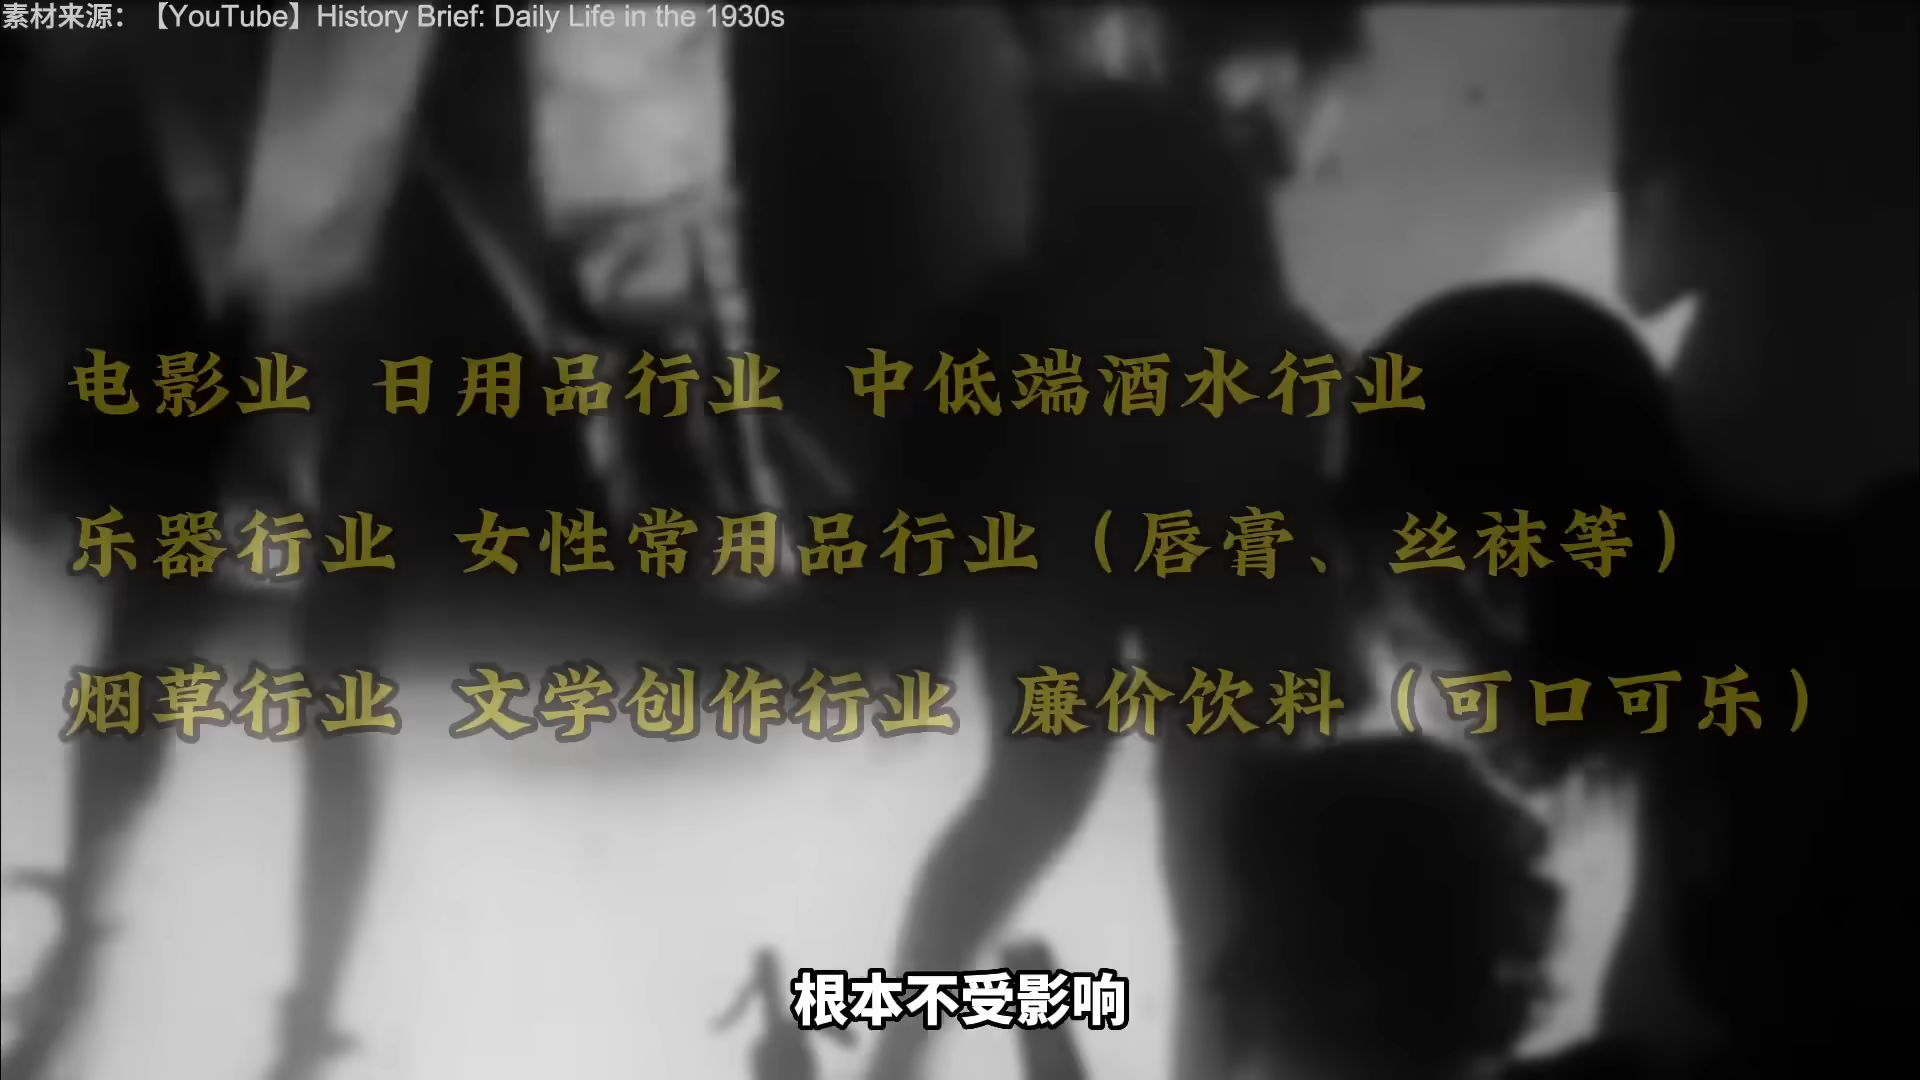 素材来源：【YouTube】History Brief: Daily Life in the 1930s
电影业 日用品行业 中低端酒水行业
乐器行业 女性常用品行业（唇膏、丝袜等）
烟草行业 文学创作行业 廉价饮料（可口可乐）
根本不受影响